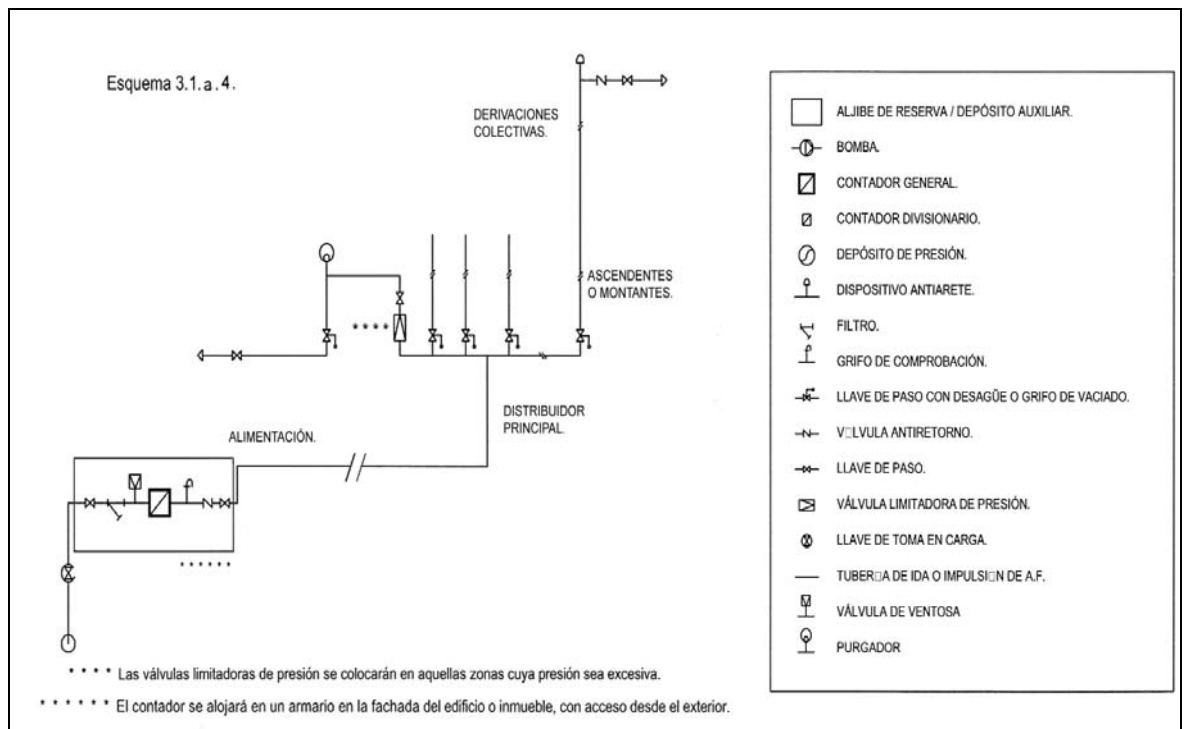 Esquema 3.1.a.4.
DERIVACIONES
COLECTIVAS.
ASCENDENTES
O MONTANTES.
* * * *
DISTRIBUIDOR
PRINCIPAL.
ALIMENTACIÓN.
* * * * * *
* * * * Las válvulas limitadoras de presión se colocarán en aquellas zonas cuya presión sea excesiva.
* * * * * * El contador se alojará en un armario en la fachada del edificio o inmueble, con acceso desde el exterior.
ALJIBE DE RESERVA / DEPÓSITO AUXILIAR.
BOMBA.
CONTADOR GENERAL.
CONTADOR DIVISIONARIO.
DEPÓSITO DE PRESIÓN.
DISPOSITIVO ANTIARETE.
FILTRO.
GRIFO DE COMPROBACIÓN.
LLAVE DE PASO CON DESAGÜE O GRIFO DE VACIADO.
V□LVULA ANTIRETORNO.
LLAVE DE PASO.
VÁLVULA LIMITADORA DE PRESIÓN.
LLAVE DE TOMA EN CARGA.
TUBER□A DE IDA O IMPULSI□N DE A.F.
VÁLVULA DE VENTOSA
PURGADOR